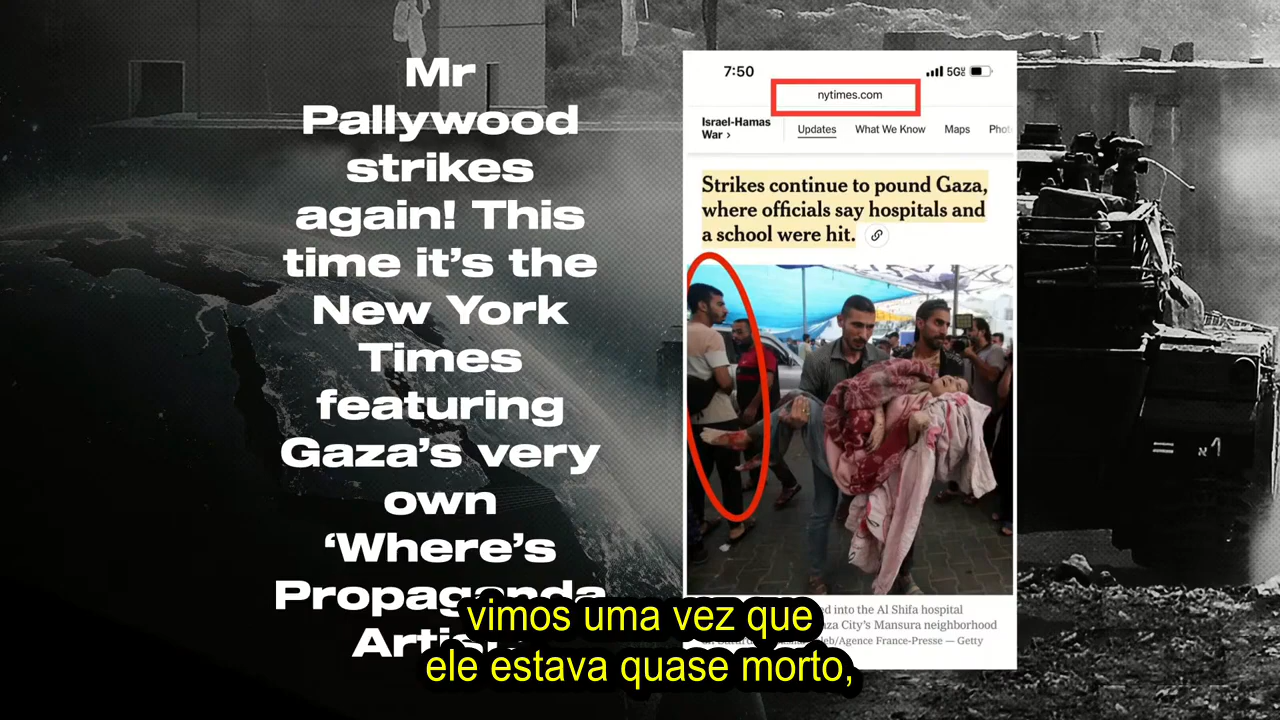 Mr
Pallywood
strikes
again! This
time it's the
New York
Times
featuring
Gaza's very
own
‘Where's
Propaganda
7:50
5G
nytimes.com
Israel-Hamas
War ›
Updates What We Know Maps
Strikes continue to pound Gaza,
where officials say hospitals and
a school were hit.
into the Al Shifa hospital
City's Mansura neighborhood
Agence France-Presse — Getty
vimos uma vez que
ele estava quase morto,